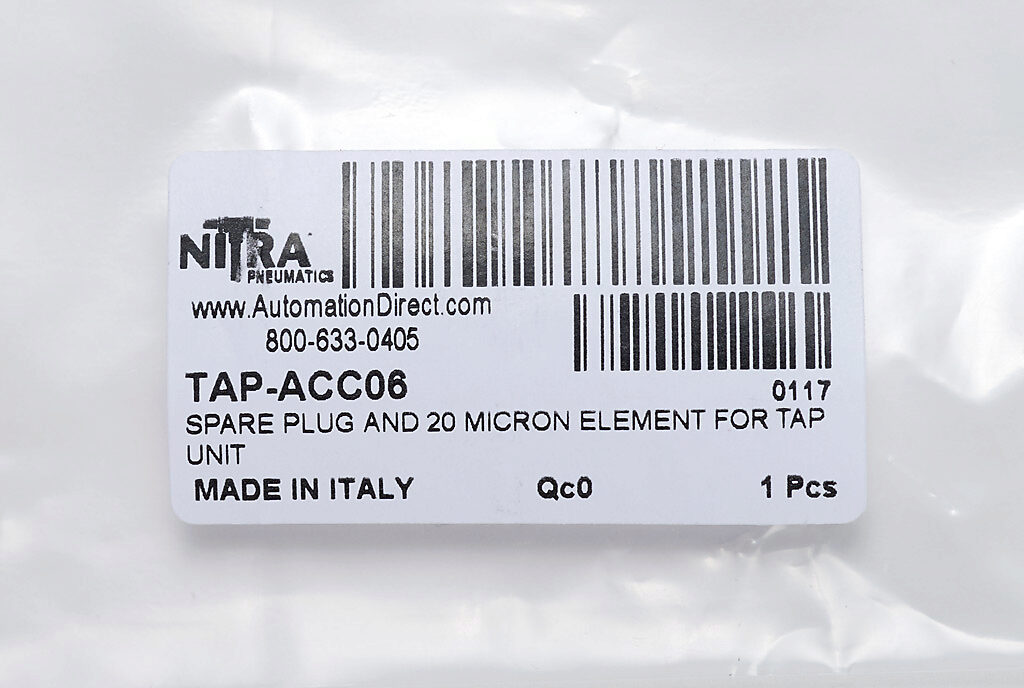 NITRA
PNEUMATICS
www.AutomationDirect.com
800-633-0405
TAP-ACC06
0117
SPARE PLUG AND 20 MICRON ELEMENT FOR TAP
UNIT
MADE IN ITALY Qc0 1 Pcs